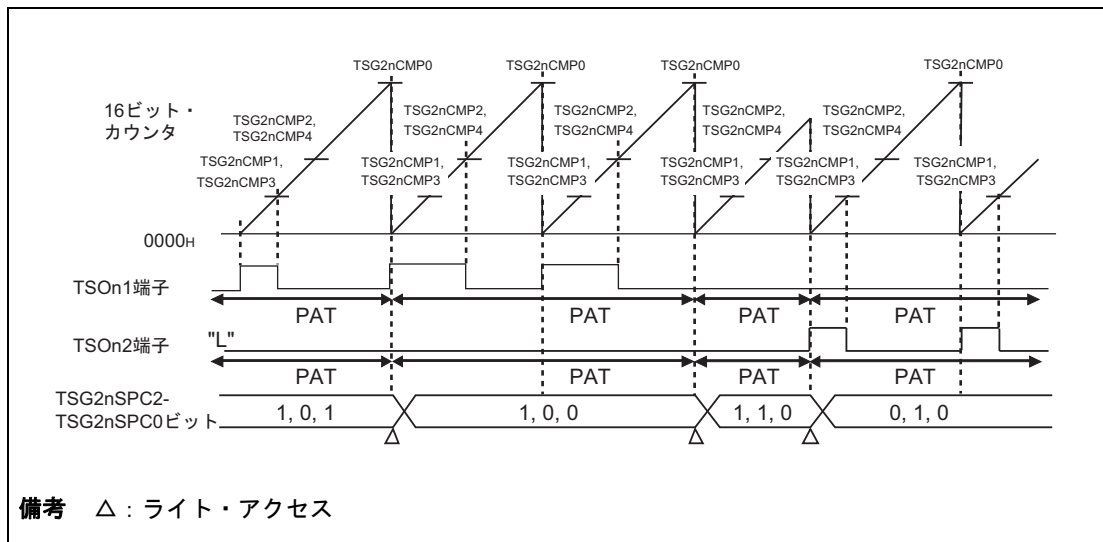 TSG2nCMP0
TSG2nCMP0
TSG2nCMP0
TSG2nCMP0
16ビット・
カウンタ
TSG2nCMP2,
TSG2nCMP4
TSG2nCMP2,
TSG2nCMP4
TSG2nCMP2,
TSG2nCMP4
TSG2nCMP2,
TSG2nCMP4
TSG2nCMP2,
TSG2nCMP4
TSG2nCMP1,
TSG2nCMP3
TSG2nCMP1,
TSG2nCMP3
TSG2nCMP1,
TSG2nCMP3
TSG2nCMP1,
TSG2nCMP3
TSG2nCMP1,
TSG2nCMP3
TSG2nCMP1,
TSG2nCMP3
0000H
TSOn1端子
PAT
PAT
PAT
PAT
TSOn2端子
"L"
PAT
PAT
PAT
PAT
TSG2nSPC2-
TSG2nSPC0ビット
1, 0, 1
1, 0, 0
1, 1, 0
0, 1, 0
備考 △:ライト・アクセス